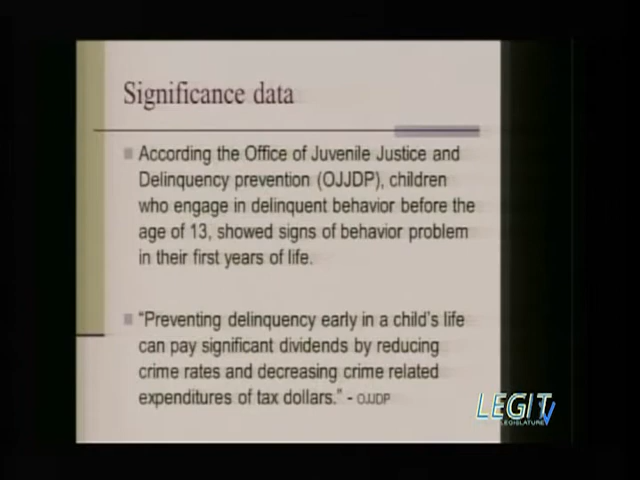 Significance data
According the Office of Juvenile Justice and
Delinquency prevention (OJJDP), children
who engage in delinquent behavior before the
age of 13, showed signs of behavior problem
in their first years of life.
"Preventing delinquency early in a child's life
can pay significant dividends by reducing
crime rates and decreasing crime related
expenditures of tax dollars." - OJJDP
LEGIT
TV
LEGISLATURE